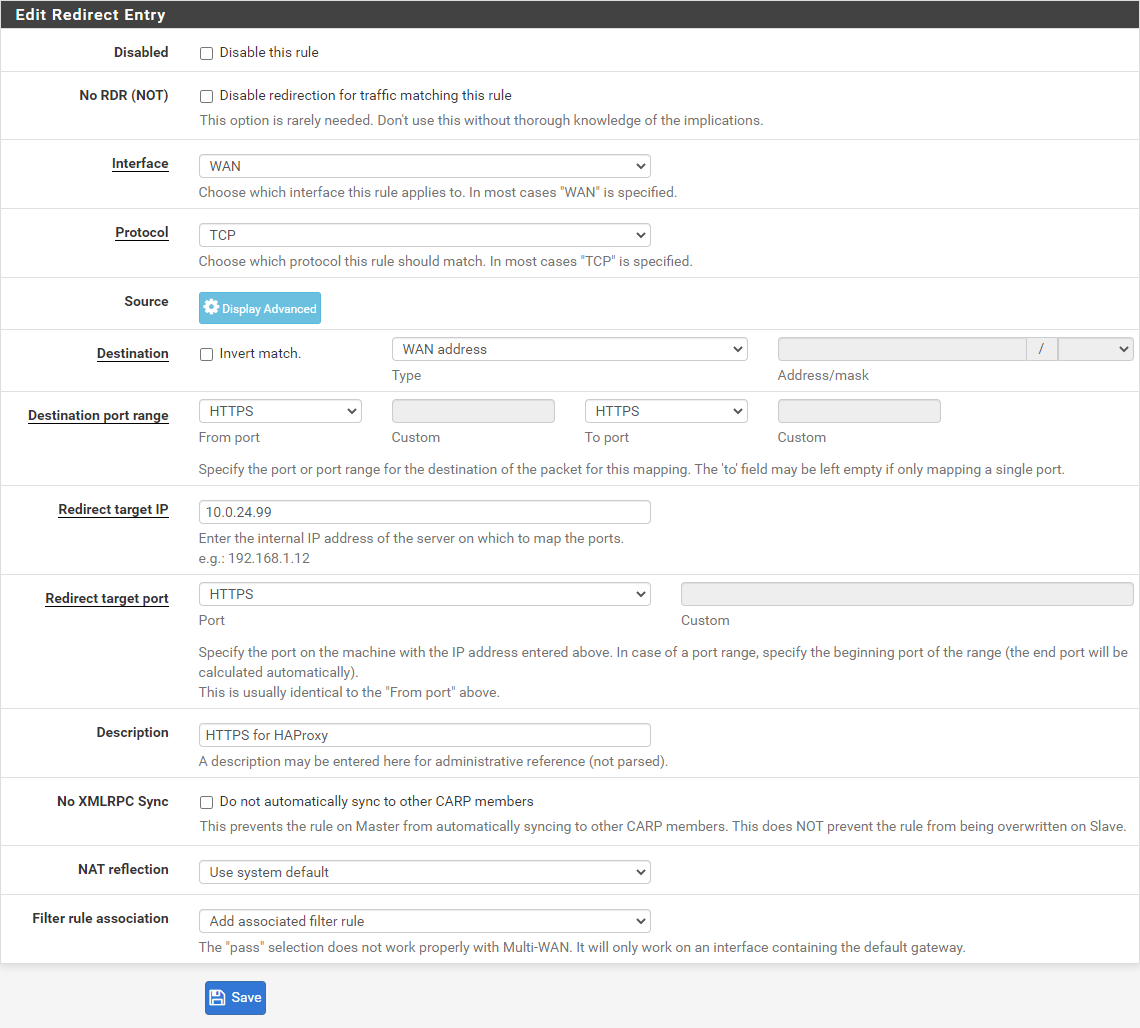 Edit Redirect Entry
Disabled
Disable this rule
No RDR (NOT)
Disable redirection for traffic matching this rule
This option is rarely needed. Don't use this without thorough knowledge of the implications.
Interface
WAN
Choose which interface this rule applies to. In most cases "WAN" is specified.
Protocol
TCP
Choose which protocol this rule should match. In most cases "TCP" is specified.
Source
Display Advanced
Destination
Invert match.
WAN address
/
Type
Address/mask
Destination port range
HTTPS
HTTPS
From port
Custom
To port
Custom
Specify the port or port range for the destination of the packet for this mapping. The 'to' field may be left empty if only mapping a single port.
Redirect target IP
10.0.24.99
Enter the internal IP address of the server on which to map the ports.
e.g.: 192.168.1.12
Redirect target port
HTTPS
Port
Custom
Specify the port on the machine with the IP address entered above. In case of a port range, specify the beginning port of the range (the end port will be
calculated automatically).
This is usually identical to the "From port" above.
Description
HTTPS for HAProxy
A description may be entered here for administrative reference (not parsed).
No XMLRPC Sync
Do not automatically sync to other CARP members
This prevents the rule on Master from automatically syncing to other CARP members. This does NOT prevent the rule from being overwritten on Slave.
NAT reflection
Use system default
Filter rule association
Add associated filter rule
The "pass" selection does not work properly with Multi-WAN. It will only work on an interface containing the default gateway.
Save